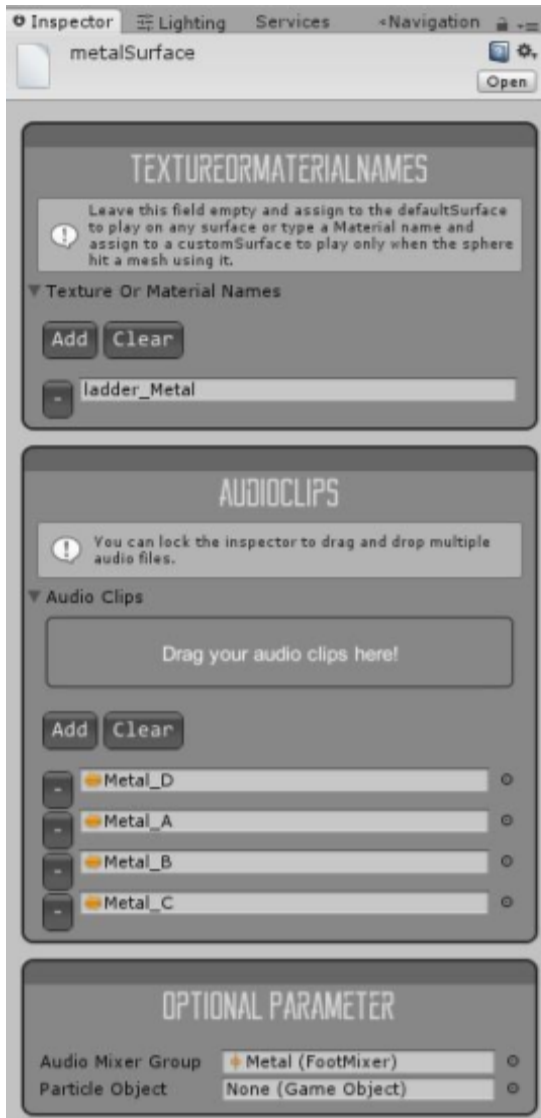 Inspector Lighting Services Navigation
metalSurface
Open
TEXTUREORMATERIALNAMES
Leave this field empty and assign to the defaultSurface
to play on any surface or type a Material name and
assign to a customSurface to play only when the sphere
hit a mesh using it.
Texture Or Material Names
Add Clear
- ladder_Metal
AUDIOCLIPS
You can lock the inspector to drag and drop multiple
audio files.
Audio Clips
Drag your audio clips here!
Add Clear
- Metal_D
- Metal_A
- Metal_B
- Metal_C
OPTIONAL PARAMETER
Audio Mixer Group Metal (FootMixer)
Particle Object None (Game Object)